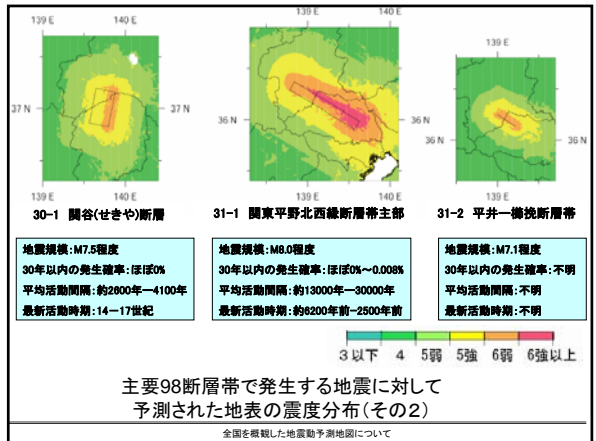 139 E 140 E
139 E 140 E
139 E
37 N
37 N
36 N
36 N
36 N
139 E 140 E
139 E 140 E
139 E
30-1 関谷(せきや)断層
31-1 関東平野北西縁断層帯主部
31-2 平井ー櫛挽断層帯
地震規模:M7.5程度
30年以内の発生確率:ほぼ0%
平均活動間隔:約2600年ー4100年
最新活動時期:14ー17世紀
地震規模:M8.0程度
30年以内の発生確率:ほぼ0%~0.008%
平均活動間隔:約13000年ー30000年
最新活動時期:約6200年前ー2500年前
地震規模:M7.1程度
30年以内の発生確率:不明
平均活動間隔:不明
最新活動時期:不明
3以下 4 5弱 5強 6弱 6強以上
主要98断層帯で発生する地震に対して
予測された地表の震度分布(その2)
全国を概観した地震動予測地図について